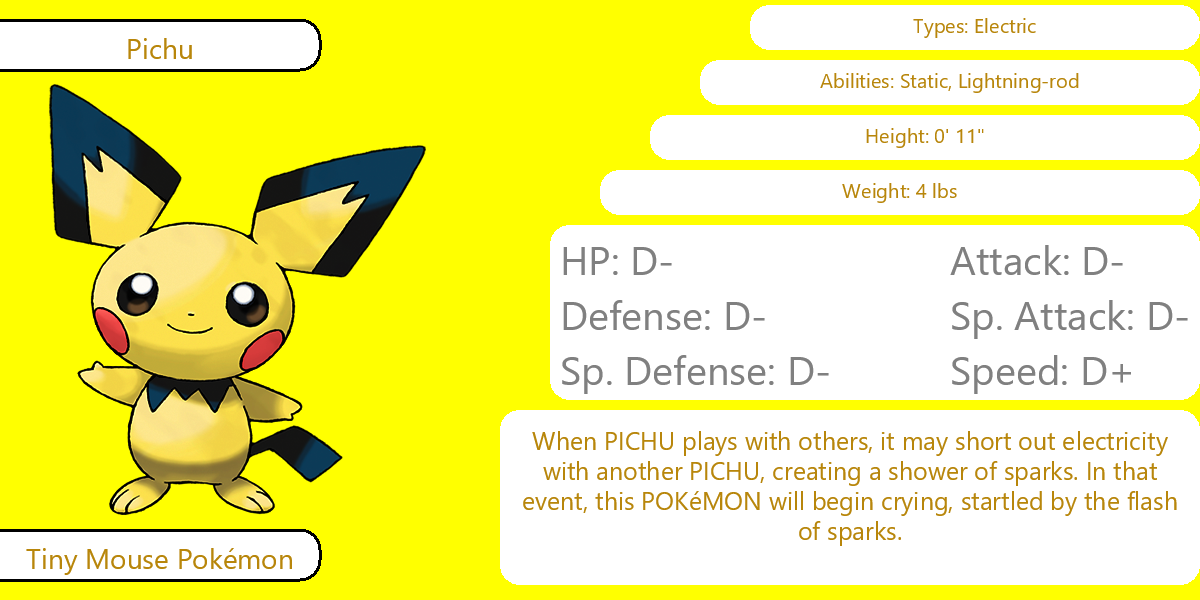 Pichu
Types: Electric
Abilities: Static, Lightning-rod
Height: 0' 11"
Weight: 4 lbs
HP: D-
Attack: D-
Defense: D-
Sp. Attack: D-
Sp. Defense: D-
Speed: D+
When PICHU plays with others, it may short out electricity
with another PICHU, creating a shower of sparks. In that
event, this POKéMON will begin crying, startled by the flash
of sparks.
Tiny Mouse Pokémon